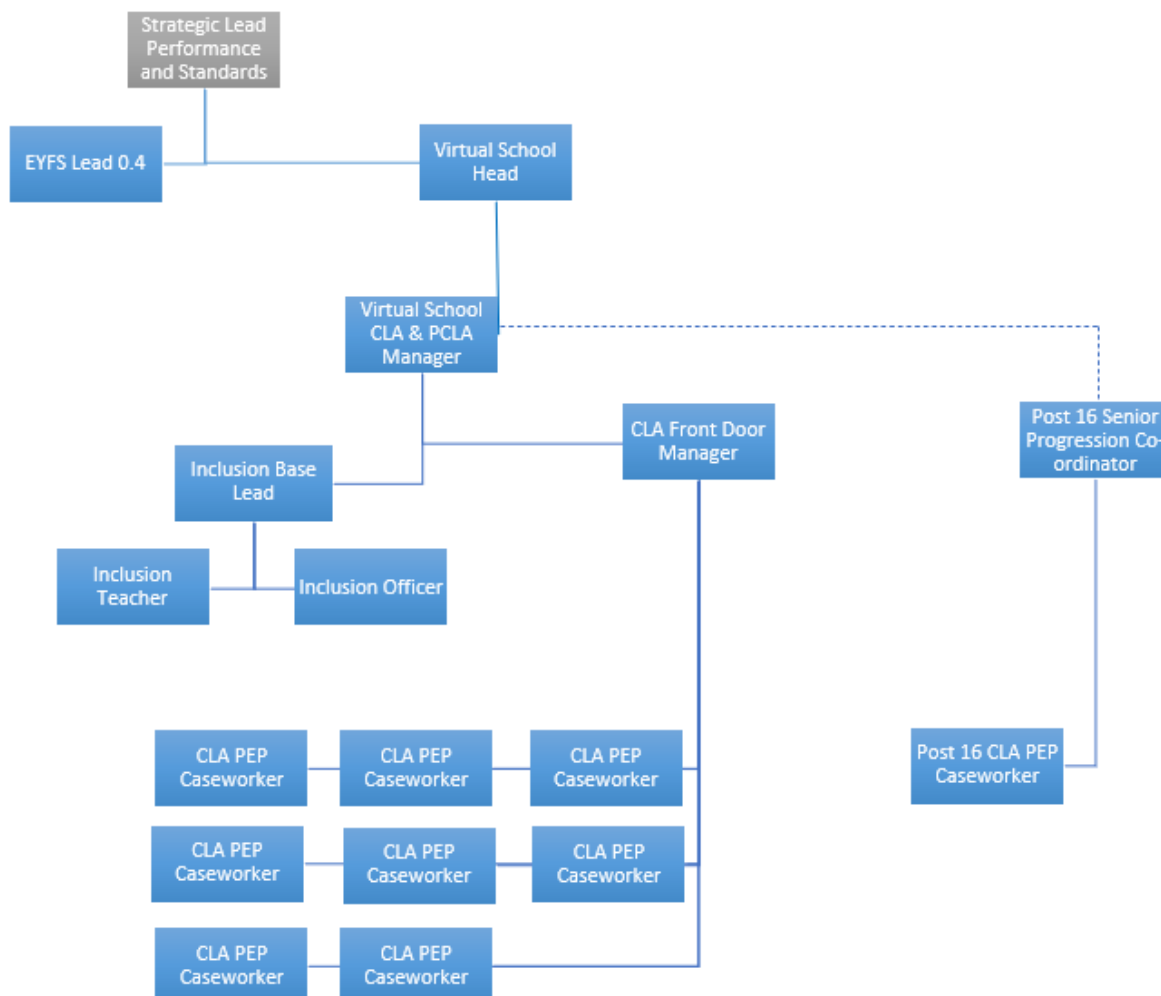 Strategic Lead
Performance
and Standards
EYFS Lead 0.4
Virtual School
Head
Virtual School
CLA & PCLA
Manager
CLA Front Door
Manager
Post 16 Senior
Progression Co-
ordinator
Inclusion Base
Lead
Inclusion
Teacher
Inclusion Officer
CLA PEP
Caseworker
CLA PEP
Caseworker
CLA PEP
Caseworker
Post 16 CLA PEP
Caseworker
CLA PEP
Caseworker
CLA PEP
Caseworker
CLA PEP
Caseworker
CLA PEP
Caseworker
CLA PEP
Caseworker